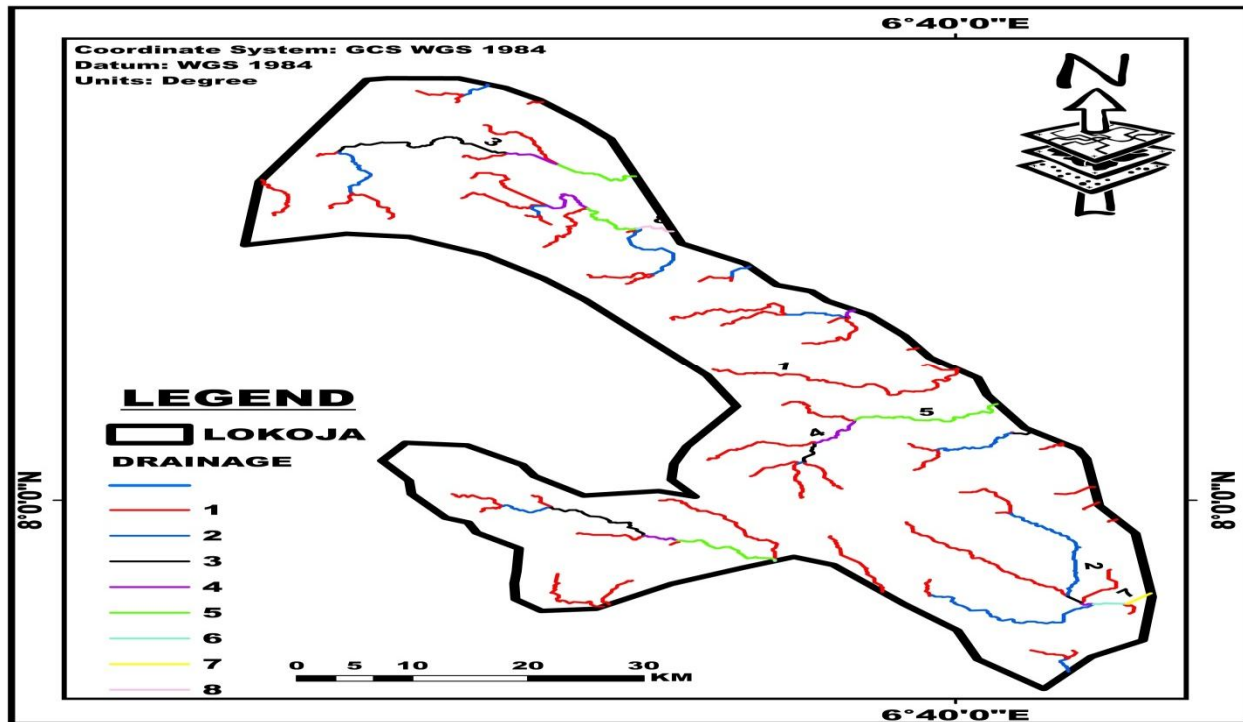 6°40'0"E
Coordinate System: GCS WGS 1984
Datum: WGS 1984
Units: Degree
N
3
8
1
5
4
8°0'0"N
8°0'0"N
2
7
LEGEND
LOKOJA
DRAINAGE
1
2
3
4
5
6
7
8
0 5 10 20 30
KM
6°40'0"E